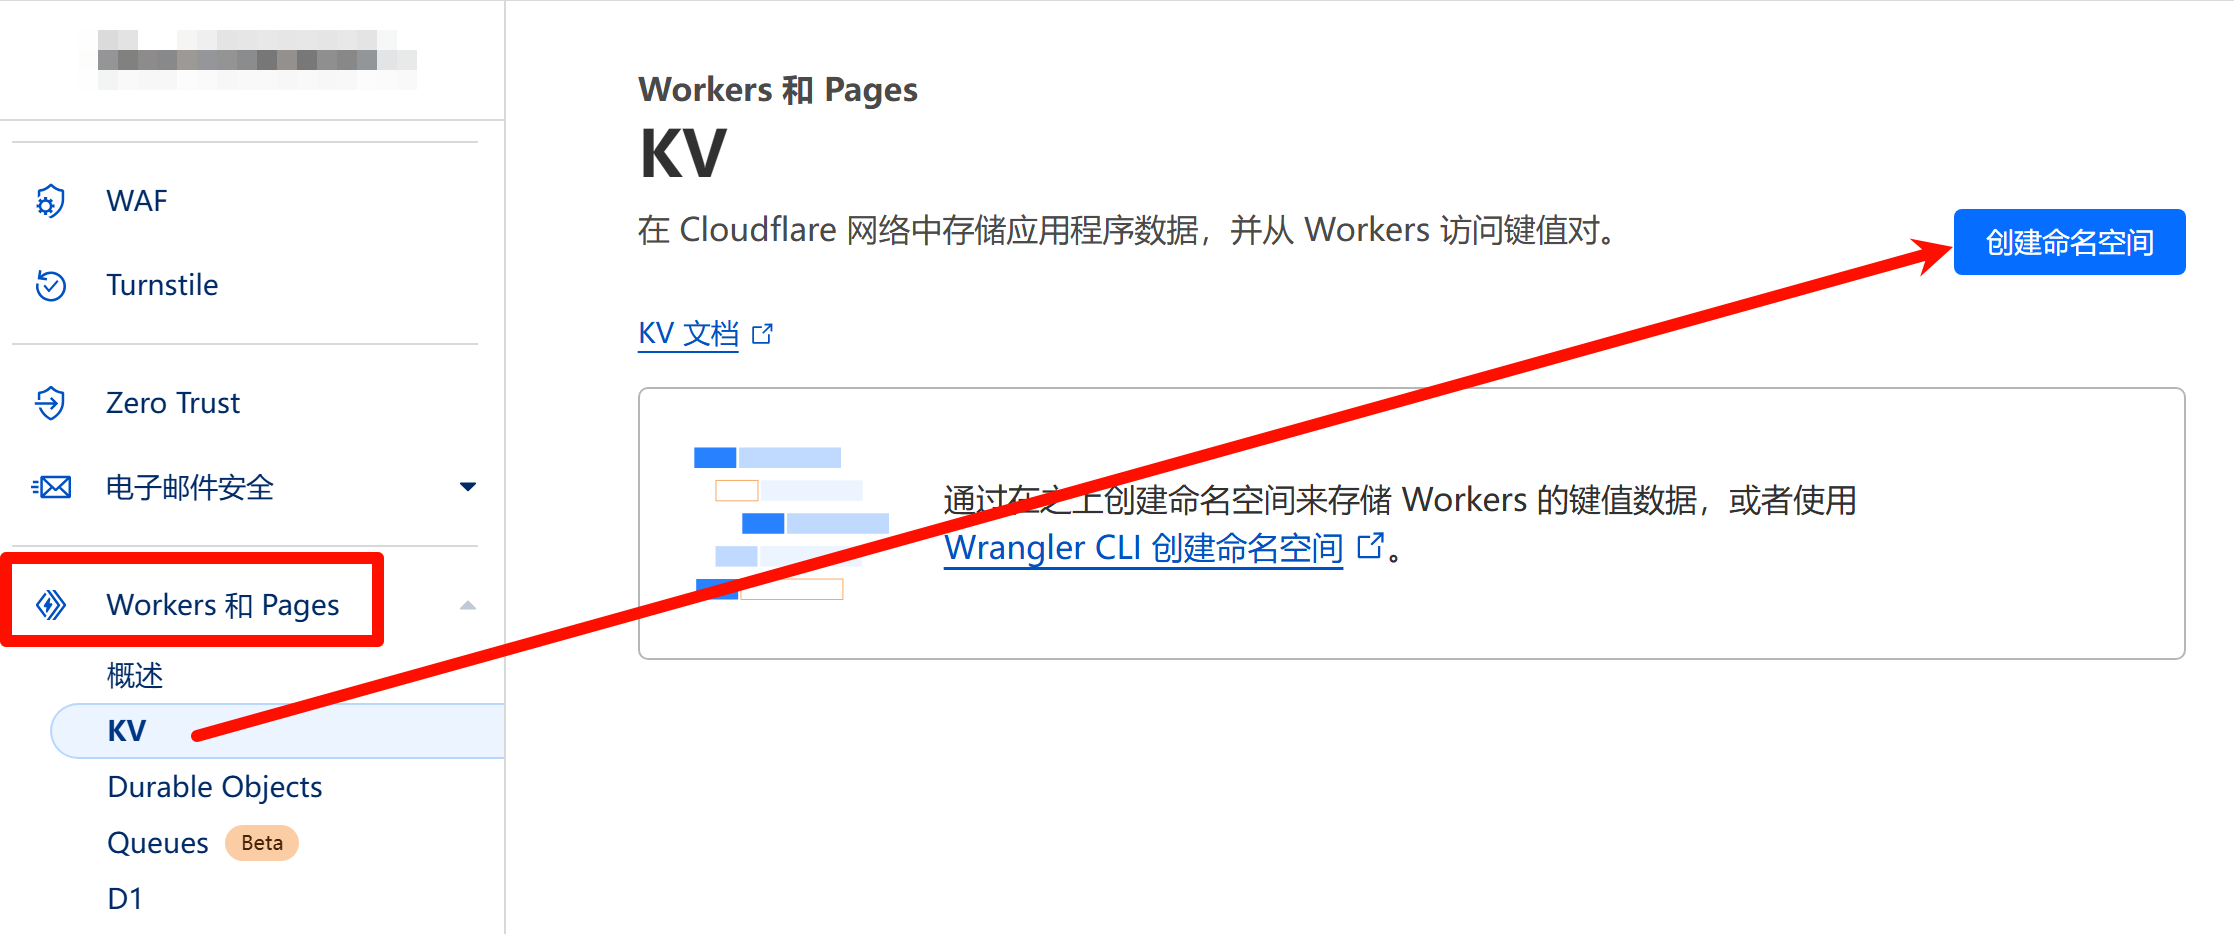 WAF
Turnstile
Zero Trust
电子邮件安全
Workers 和 Pages
概述
KV
Durable Objects
Queues Beta
D1
Workers 和 Pages
KV
在 Cloudflare 网络中存储应用程序数据，并从 Workers 访问键值对。
创建命名空间
KV 文档
通过在之上创建命名空间来存储 Workers 的键值数据，或者使用
Wrangler CLI 创建命名空间 。